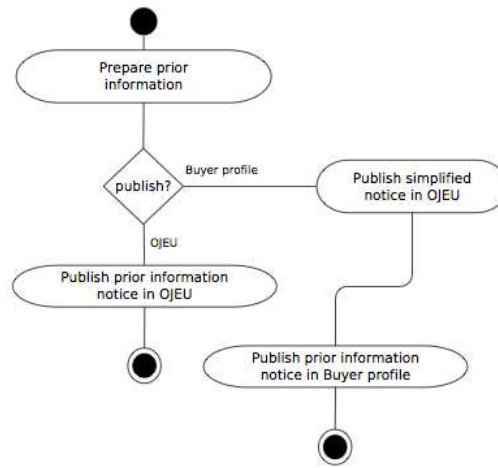 Prepare prior
information
publish?
Buyer profile
Publish simplified
notice in OJEU
OJEU
Publish prior information
notice in OJEU
Publish prior information
notice in Buyer profile